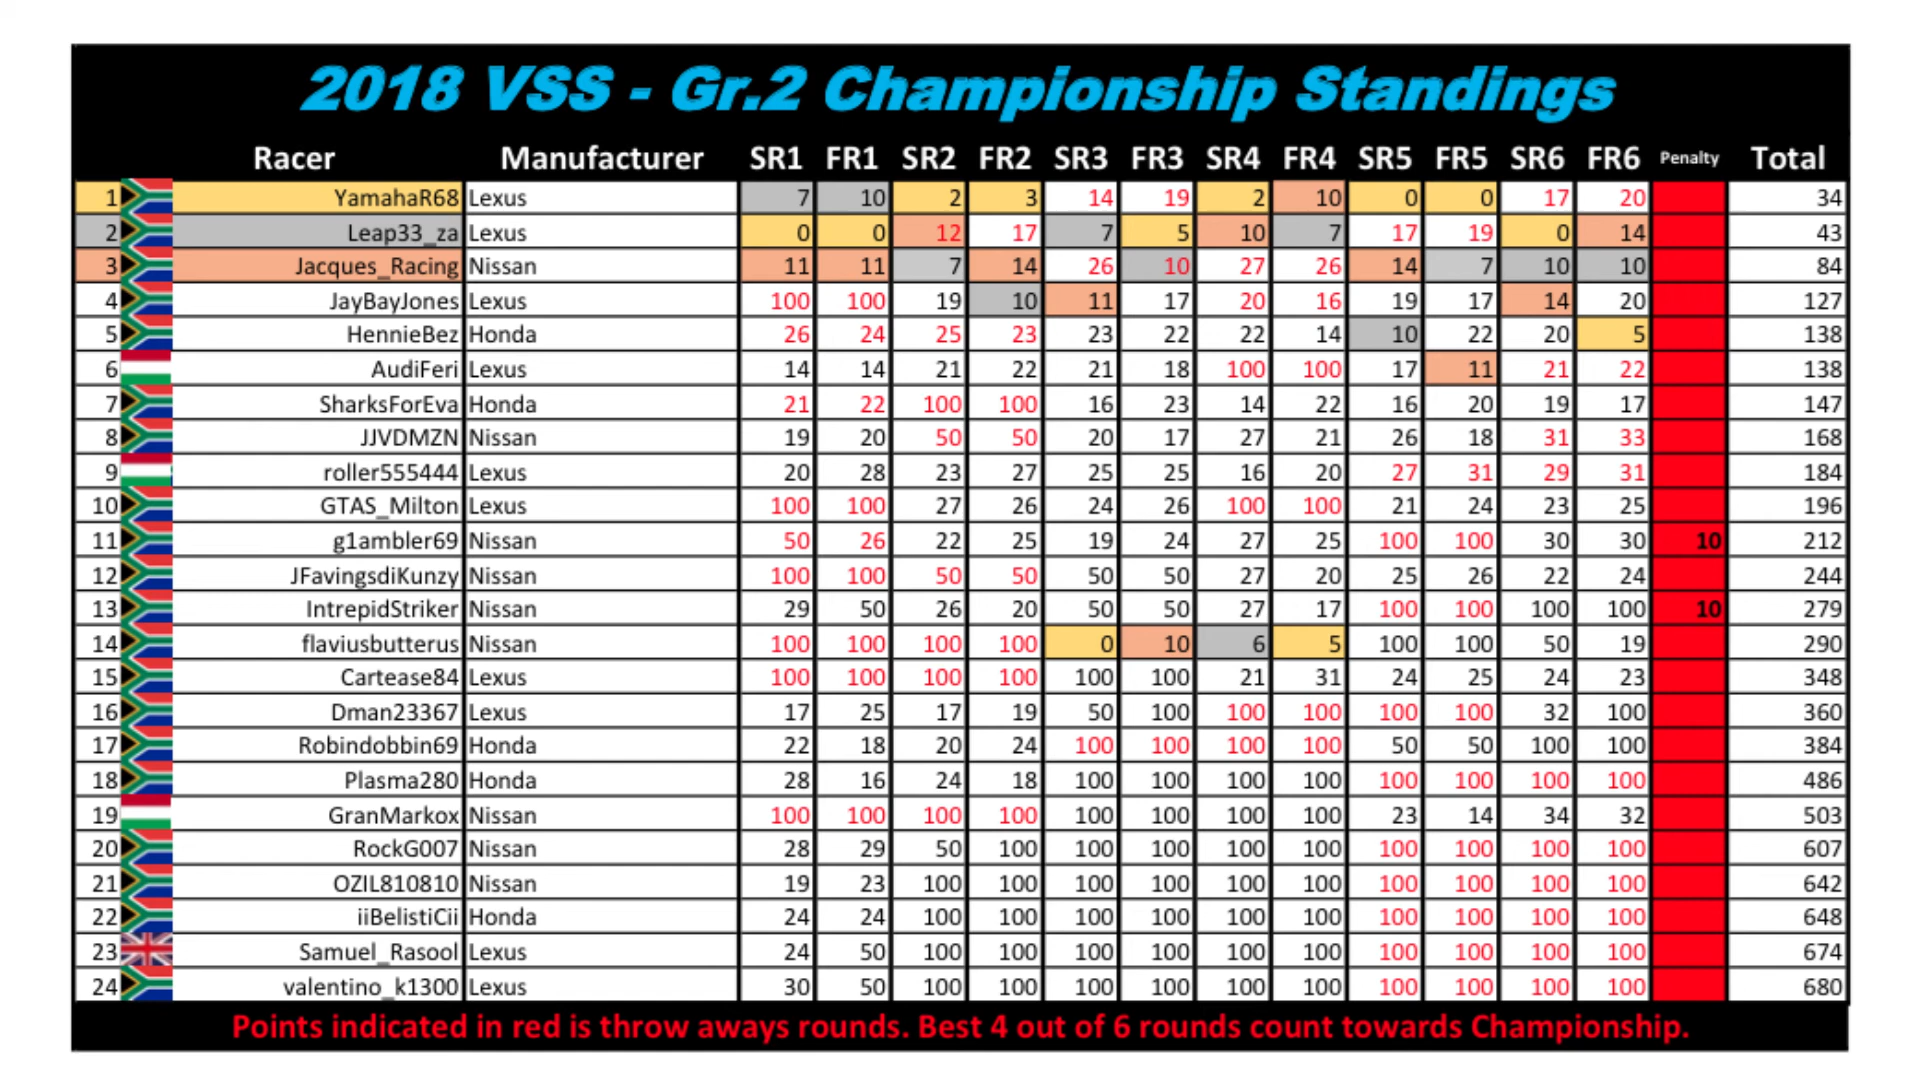 2018 VSS - Gr.2 Championship Standings
Racer Manufacturer SR1 FR1 SR2 FR2 SR3 FR3 SR4 FR4 SR5 FR5 SR6 FR6 Penalty Total
1 YamahaR68 Lexus 7 10 2 3 14 19 2 10 0 0 17 20 34
2 Leap33_za Lexus 0 0 12 17 7 5 10 7 17 19 0 14 43
3 Jacques_Racing Nissan 11 11 7 14 26 10 27 26 14 7 10 10 84
4 JayBayJones Lexus 100 100 19 10 11 17 20 16 19 17 14 20 127
5 HennieBez Honda 26 24 25 23 23 22 22 14 10 22 20 5 138
6 AudiFeri Lexus 14 14 21 22 21 18 100 100 17 11 21 22 138
7 SharksForEva Honda 21 22 100 100 16 23 14 22 16 20 19 17 147
8 JJVDMZN Nissan 19 20 50 50 20 17 27 21 26 18 31 33 168
9 roller555444 Lexus 20 28 23 27 25 25 16 20 27 31 29 31 184
10 GTAS_Milton Lexus 100 100 27 26 24 26 100 100 21 24 23 25 196
11 g1ambler69 Nissan 50 26 22 25 19 24 27 25 100 100 30 30 10 212
12 JFavingsdiKunzy Nissan 100 100 50 50 50 50 27 20 25 26 22 24 244
13 IntrepidStriker Nissan 29 50 26 20 50 50 27 17 100 100 100 100 10 279
14 flaviusbutterus Nissan 100 100 100 100 0 10 6 5 100 100 50 19 290
15 Cartease84 Lexus 100 100 100 100 100 100 21 31 24 25 24 23 348
16 Dman23367 Lexus 17 25 17 19 50 100 100 100 100 100 32 100 360
17 Robindobbin69 Honda 22 18 20 24 100 100 100 100 50 50 100 100 384
18 Plasma280 Honda 28 16 24 18 100 100 100 100 100 100 100 100 486
19 GranMarkox Nissan 100 100 100 100 100 100 100 100 23 14 34 32 503
20 RockG007 Nissan 28 29 50 100 100 100 100 100 100 100 100 100 607
21 OZIL810810 Nissan 19 23 100 100 100 100 100 100 100 100 100 100 642
22 iiBelistiCii Honda 24 24 100 100 100 100 100 100 100 100 100 100 648
23 Samuel_Rasool Lexus 24 50 100 100 100 100 100 100 100 100 100 100 674
24 valentino_k1300 Lexus 30 50 100 100 100 100 100 100 100 100 100 100 680
Points indicated in red is throw aways rounds. Best 4 out of 6 rounds count towards Championship.